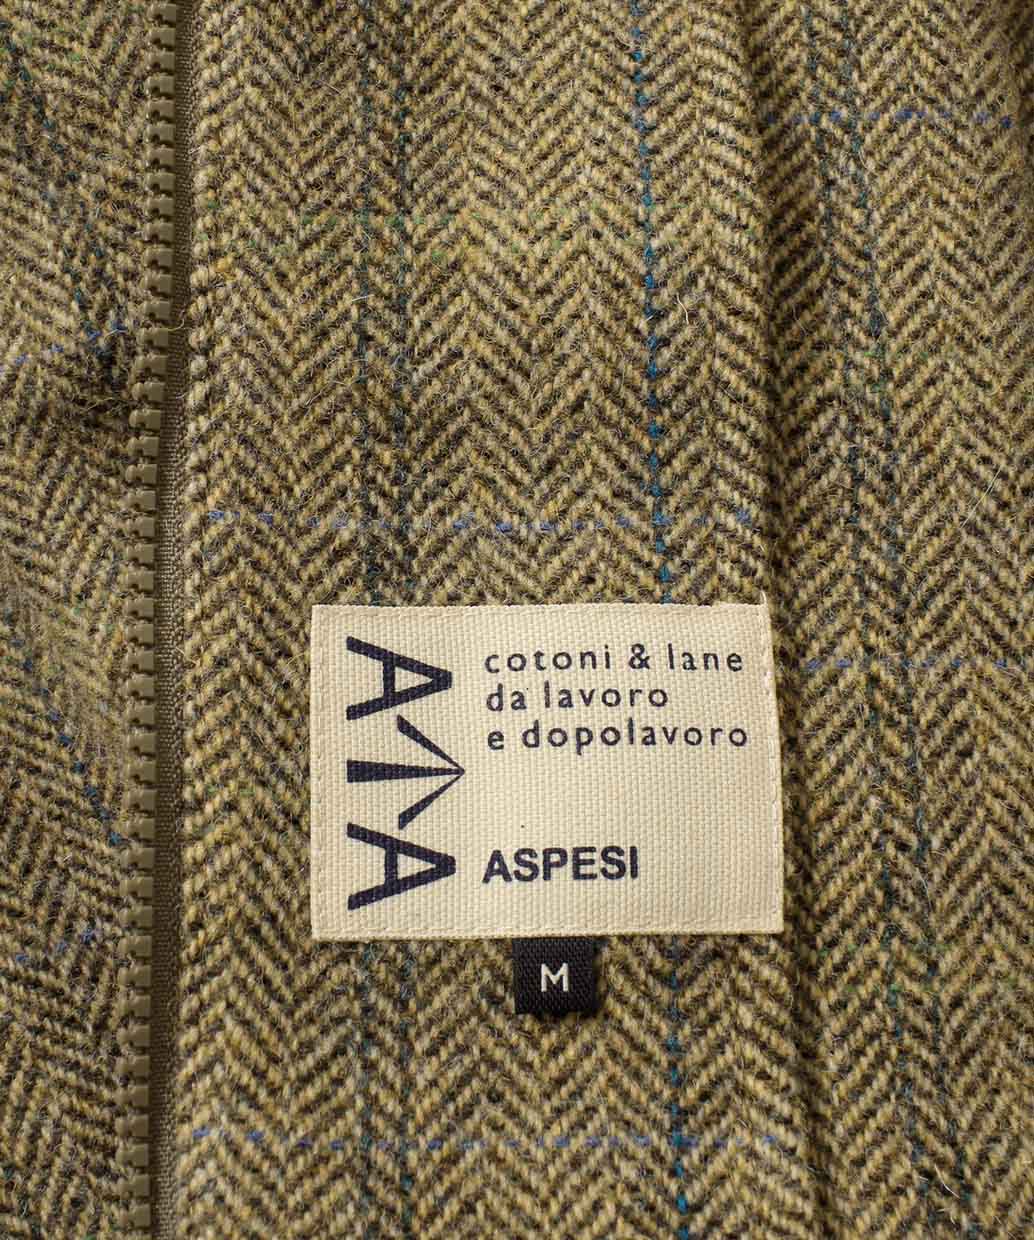 cotoni & lane
da lavoro
e dopolavoro
ASPESI
M